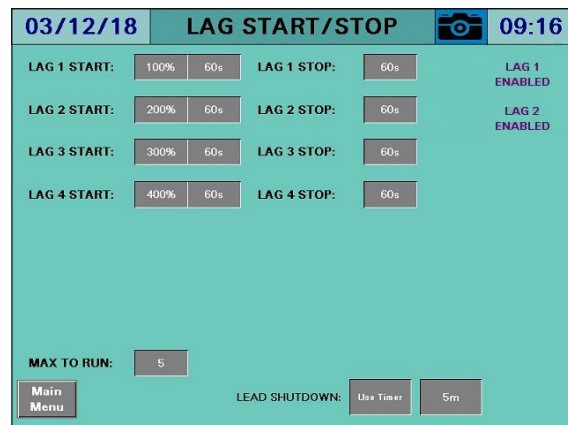 03/12/18 LAG START/STOP 09:16
LAG 1 START: 100% 60s LAG 1 STOP: 60s LAG 1 ENABLED
LAG 2 START: 200% 60s LAG 2 STOP: 60s LAG 2 ENABLED
LAG 3 START: 300% 60s LAG 3 STOP: 60s
LAG 4 START: 400% 60s LAG 4 STOP: 60s
MAX TO RUN: 5
Main Menu LEAD SHUTDOWN: Use Timer 5m